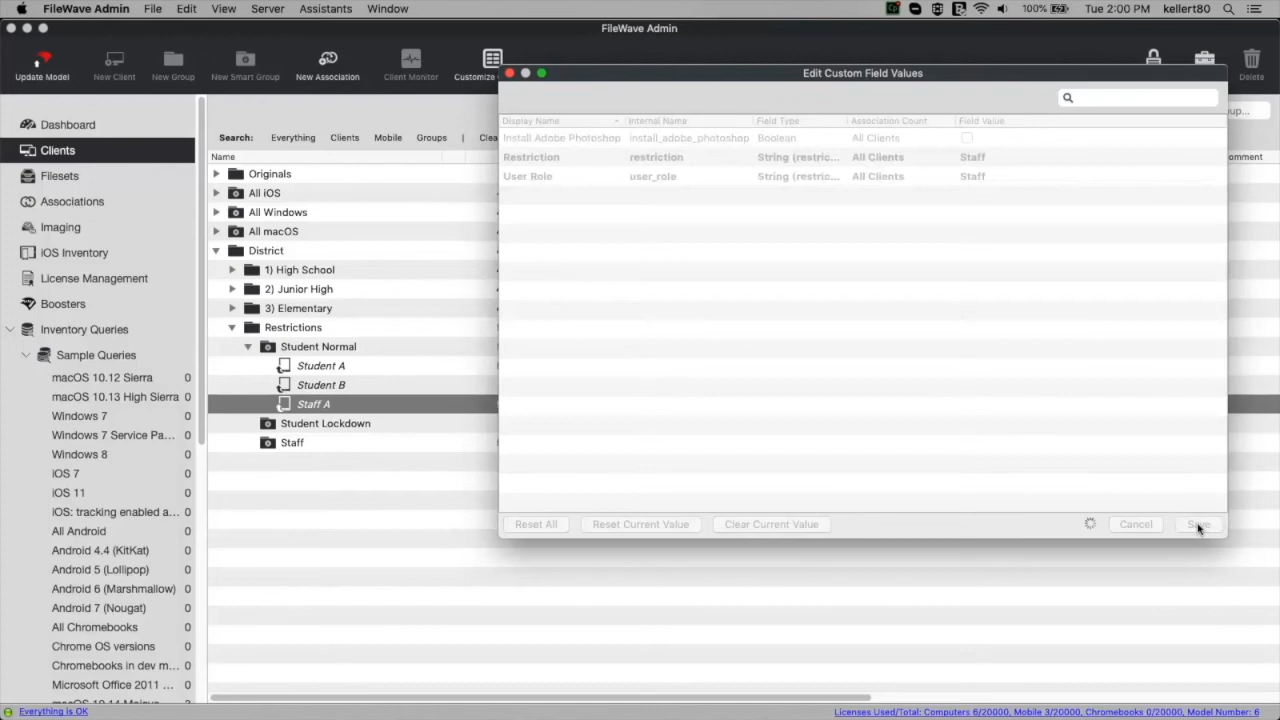 FileWave Admin File Edit View Server Assistants Window 100% Tue 2:00 PM kellert80
FileWave Admin
Update Model New Client New Group New Smart Group New Association Client Monitor Customize Delete
Edit Custom Field Values
Dashboard
Clients
Filesets
Associations
Imaging
iOS Inventory
License Management
Boosters
Inventory Queries
Sample Queries
macOS 10.12 Sierra 0
macOS 10.13 High Sierra 0
Windows 7 0
Windows 7 Service Pa... 0
Windows 8 0
iOS 7 0
iOS 11 0
iOS: tracking enabled a... 0
All Android 0
Android 4.4 (KitKat) 0
Android 5 (Lollipop) 0
Android 6 (Marshmallow) 0
Android 7 (Nougat) 0
All Chromebooks 0
Chrome OS versions 0
Chromebooks in dev m... 0
Microsoft Office 2011 ... 0
Search: Everything Clients Mobile Groups | Clea
oup...
Name
omment
Originals
All iOS
All Windows
All macOS
District
1) High School
2) Junior High
3) Elementary
Restrictions
Student Normal
Student A
Student B
Staff A
Student Lockdown
Staff
Display Name Internal Name Field Type Association Count Field Value
Install Adobe Photoshop install_adobe_photoshop Boolean All Clients
Restriction restriction String (restric... All Clients Staff
User Role user_role String (restric... All Clients Staff
Reset All Reset Current Value Clear Current Value Cancel Save
Everything is OK
Licenses Used/Total: Computers 6/20000, Mobile 3/20000, Chromebooks 0/20000, Model Number: 6